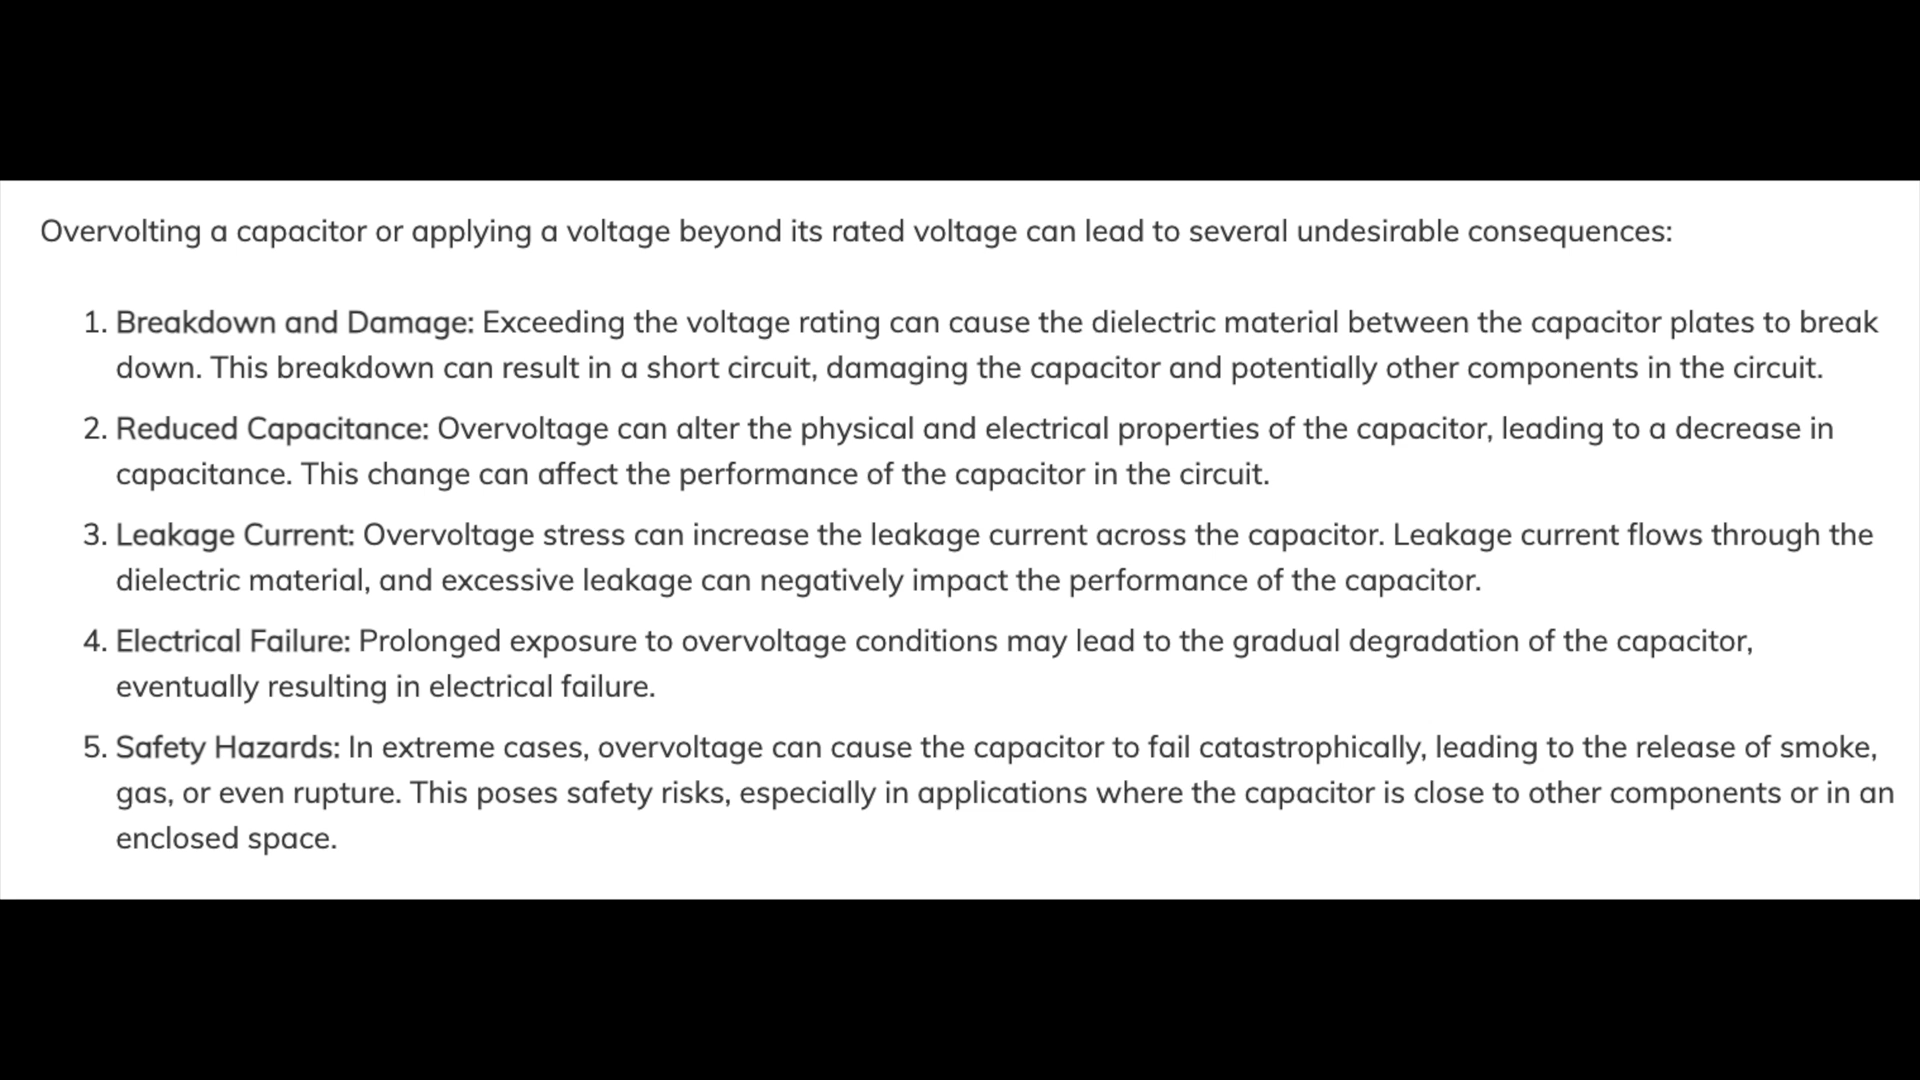 Overvolting a capacitor or applying a voltage beyond its rated voltage can lead to several undesirable consequences:
1. Breakdown and Damage: Exceeding the voltage rating can cause the dielectric material between the capacitor plates to break
down. This breakdown can result in a short circuit, damaging the capacitor and potentially other components in the circuit.
2. Reduced Capacitance: Overvoltage can alter the physical and electrical properties of the capacitor, leading to a decrease in
capacitance. This change can affect the performance of the capacitor in the circuit.
3. Leakage Current: Overvoltage stress can increase the leakage current across the capacitor. Leakage current flows through the
dielectric material, and excessive leakage can negatively impact the performance of the capacitor.
4. Electrical Failure: Prolonged exposure to overvoltage conditions may lead to the gradual degradation of the capacitor,
eventually resulting in electrical failure.
5. Safety Hazards: In extreme cases, overvoltage can cause the capacitor to fail catastrophically, leading to the release of smoke,
gas, or even rupture. This poses safety risks, especially in applications where the capacitor is close to other components or in an
enclosed space.